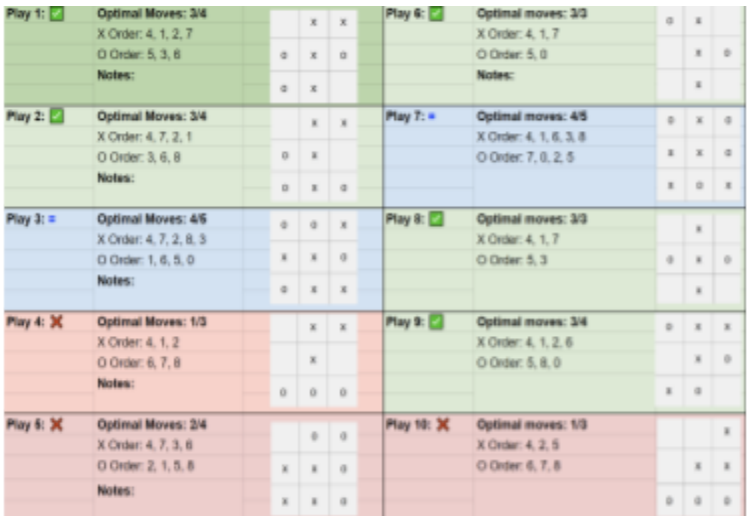 Play 1: ✅
Optimal Moves: 3/4
X Order: 4, 1, 2, 7
O Order: 5, 3, 6
Notes:
x x
o x o
o x
Play 2: ✅
Optimal Moves: 3/4
X Order: 4, 7, 2, 1
O Order: 3, 6, 8
Notes:
x x
o x
o x o
Play 3: =
Optimal Moves: 4/5
X Order: 4, 7, 2, 8, 3
O Order: 1, 6, 5, 0
Notes:
o o x
x x o
o x x
Play 4: ❌
Optimal Moves: 1/3
X Order: 4, 1, 2
O Order: 6, 7, 8
Notes:
x x
x
o o o
Play 5: ❌
Optimal Moves: 2/4
X Order: 4, 7, 3, 6
O Order: 2, 1, 5, 8
Notes:
o o
x x o
x x o
Play 6: ✅
Optimal moves: 3/3
X Order: 4, 1, 7
O Order: 5, 0
Notes:
o x
x o
x
Play 7: =
Optimal moves: 4/5
X Order: 4, 1, 6, 3, 8
O Order: 7, 0, 2, 5
o x o
x x o
x o x
Play 8: ✅
Optimal moves: 3/3
X Order: 4, 1, 7
O Order: 5, 3
x
o x o
x
Play 9: ✅
Optimal moves: 3/4
X Order: 4, 1, 2, 6
O Order: 5, 8, 0
o x x
x o
x o
Play 10: ❌
Optimal moves: 1/3
X Order: 4, 2, 5
O Order: 6, 7, 8
x
x x
o o o